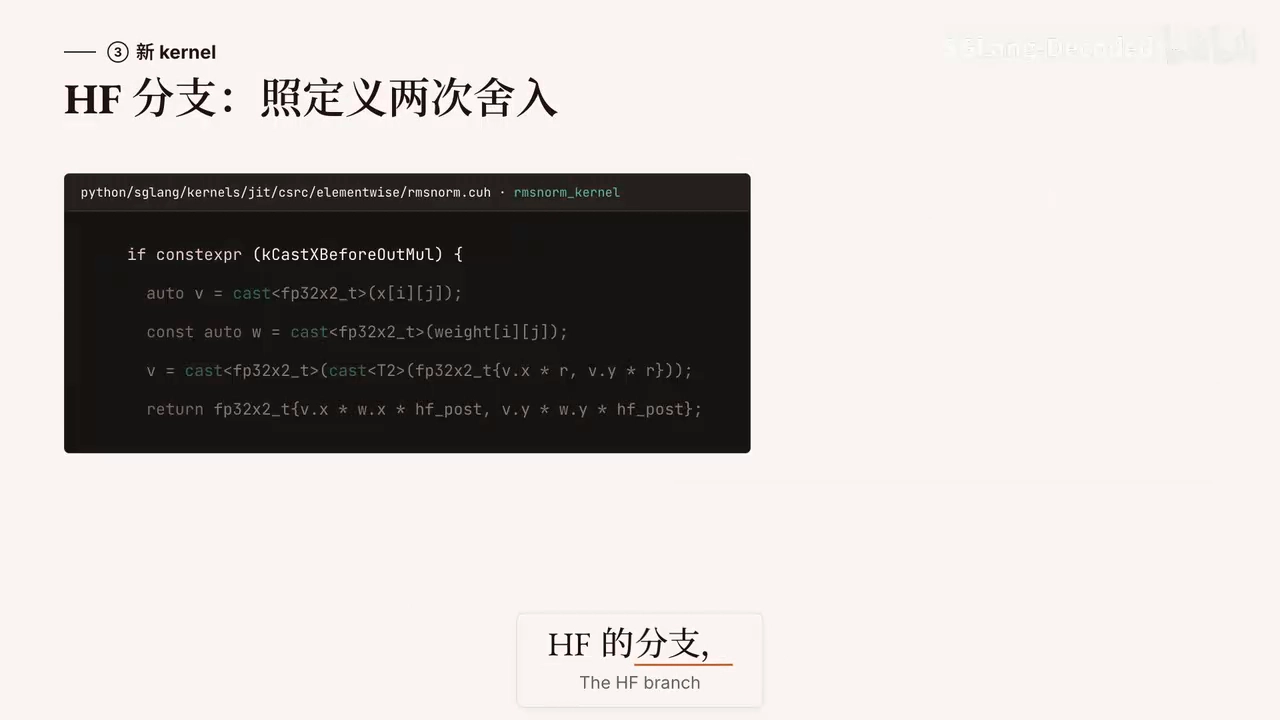 ③ 新 kernel
HF 分支：照定义两次舍入
SGLang-Decoded
python/sglang/kernels/jit/csrc/elementwise/rmsnorm.cuh · rmsnorm_kernel
if constexpr (kCastXBeforeOutMul) {
auto v = cast<fp32x2_t>(x[i][j]);
const auto w = cast<fp32x2_t>(weight[i][j]);
v = cast<fp32x2_t>(cast<T2>(fp32x2_t{v.x * r, v.y * r}));
return fp32x2_t{v.x * w.x * hf_post, v.y * w.y * hf_post};
HF 的分支，
The HF branch